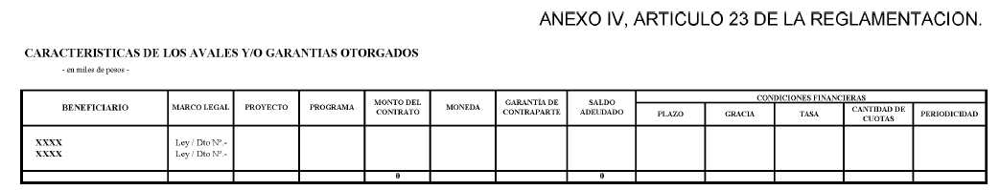 ANEXO IV, ARTICULO 23 DE LA REGLAMENTACION.
CARACTERISTICAS DE LOS AVALES Y/O GARANTIAS OTORGADOS
- en miles de pesos -
BENEFICIARIO MARCO LEGAL PROYECTO PROGRAMA MONTO DEL CONTRATO MONEDA GARANTÍA DE CONTRAPARTE SALDO ADEUDADO CONDICIONES FINANCIERAS
PLAZO GRACIA TASA CANTIDAD DE CUOTAS PERIODICIDAD
XXXX Ley / Dto Nº.-
XXXX Ley / Dto Nº.-
0 0